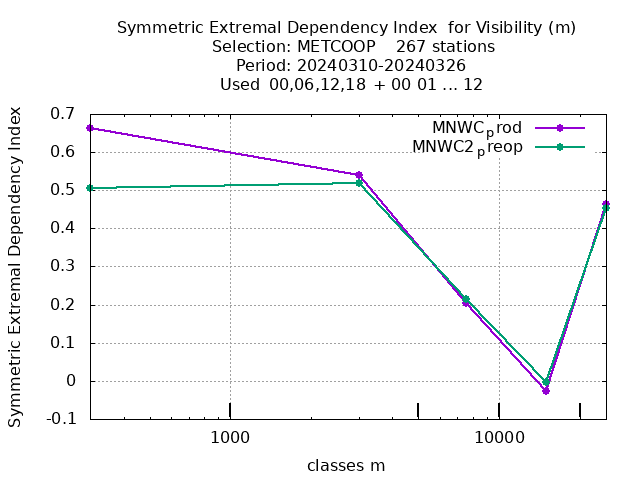 Symmetric Extremal Dependency Index  for Visibility (m)
Selection: METCOOP    267 stations
Period: 20240310-20240326
Used  00,06,12,18 + 00 01 ... 12
MNWCprod
MNWC2preop
Symmetric Extremal Dependency Index
0.7
0.6
0.5
0.4
0.3
0.2
0.1
0
-0.1
1000
10000
classes m